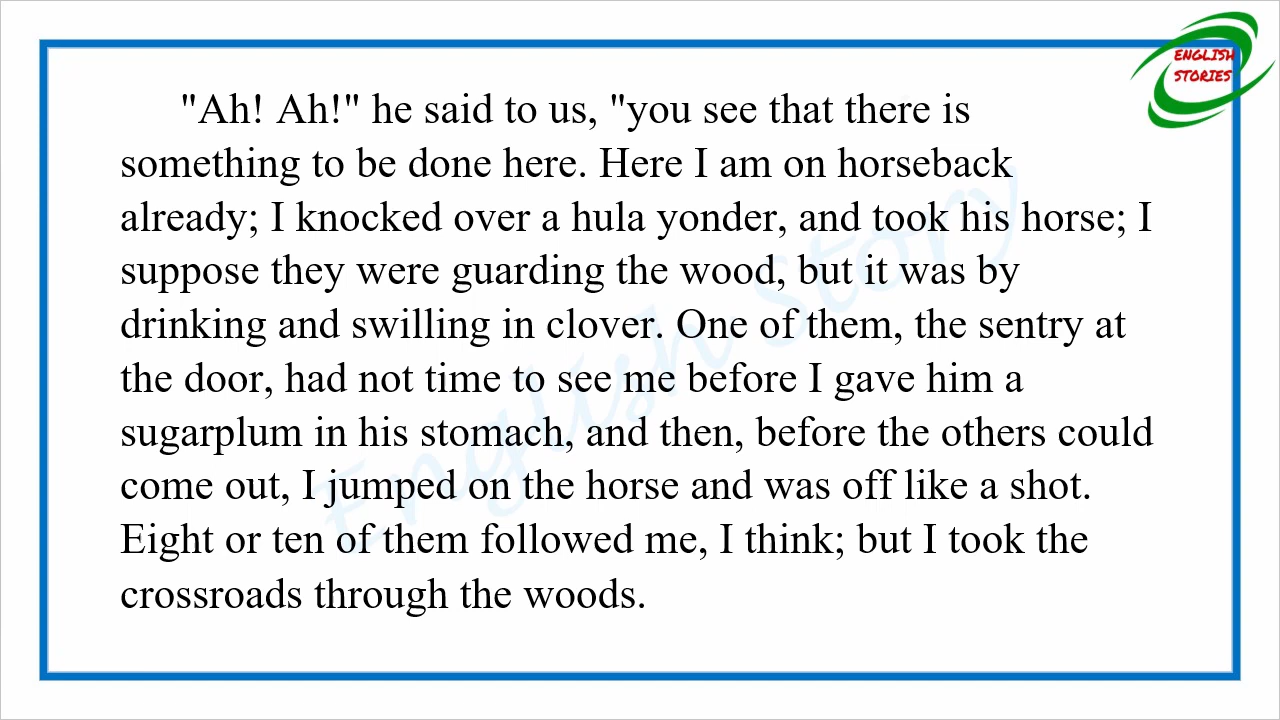 ENGLISH
STORIES
"Ah! Ah!" he said to us, "you see that there is
something to be done here. Here I am on horseback
already; I knocked over a hula yonder, and took his horse; I
suppose they were guarding the wood, but it was by
drinking and swilling in clover. One of them, the sentry at
the door, had not time to see me before I gave him a
sugarplum in his stomach, and then, before the others could
come out, I jumped on the horse and was off like a shot.
Eight or ten of them followed me, I think; but I took the
crossroads through the woods.
English Story